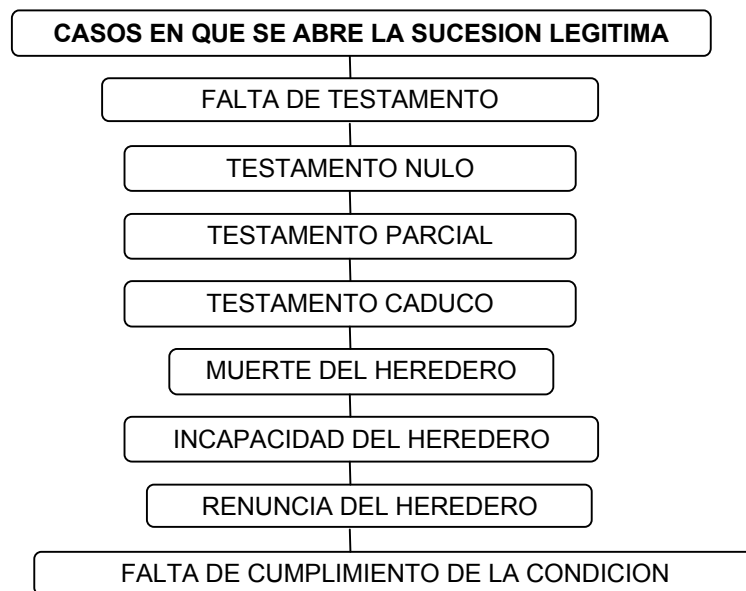 CASOS EN QUE SE ABRE LA SUCESION LEGITIMA
FALTA DE TESTAMENTO
TESTAMENTO NULO
TESTAMENTO PARCIAL
TESTAMENTO CADUCO
MUERTE DEL HEREDERO
INCAPACIDAD DEL HEREDERO
RENUNCIA DEL HEREDERO
FALTA DE CUMPLIMIENTO DE LA CONDICION